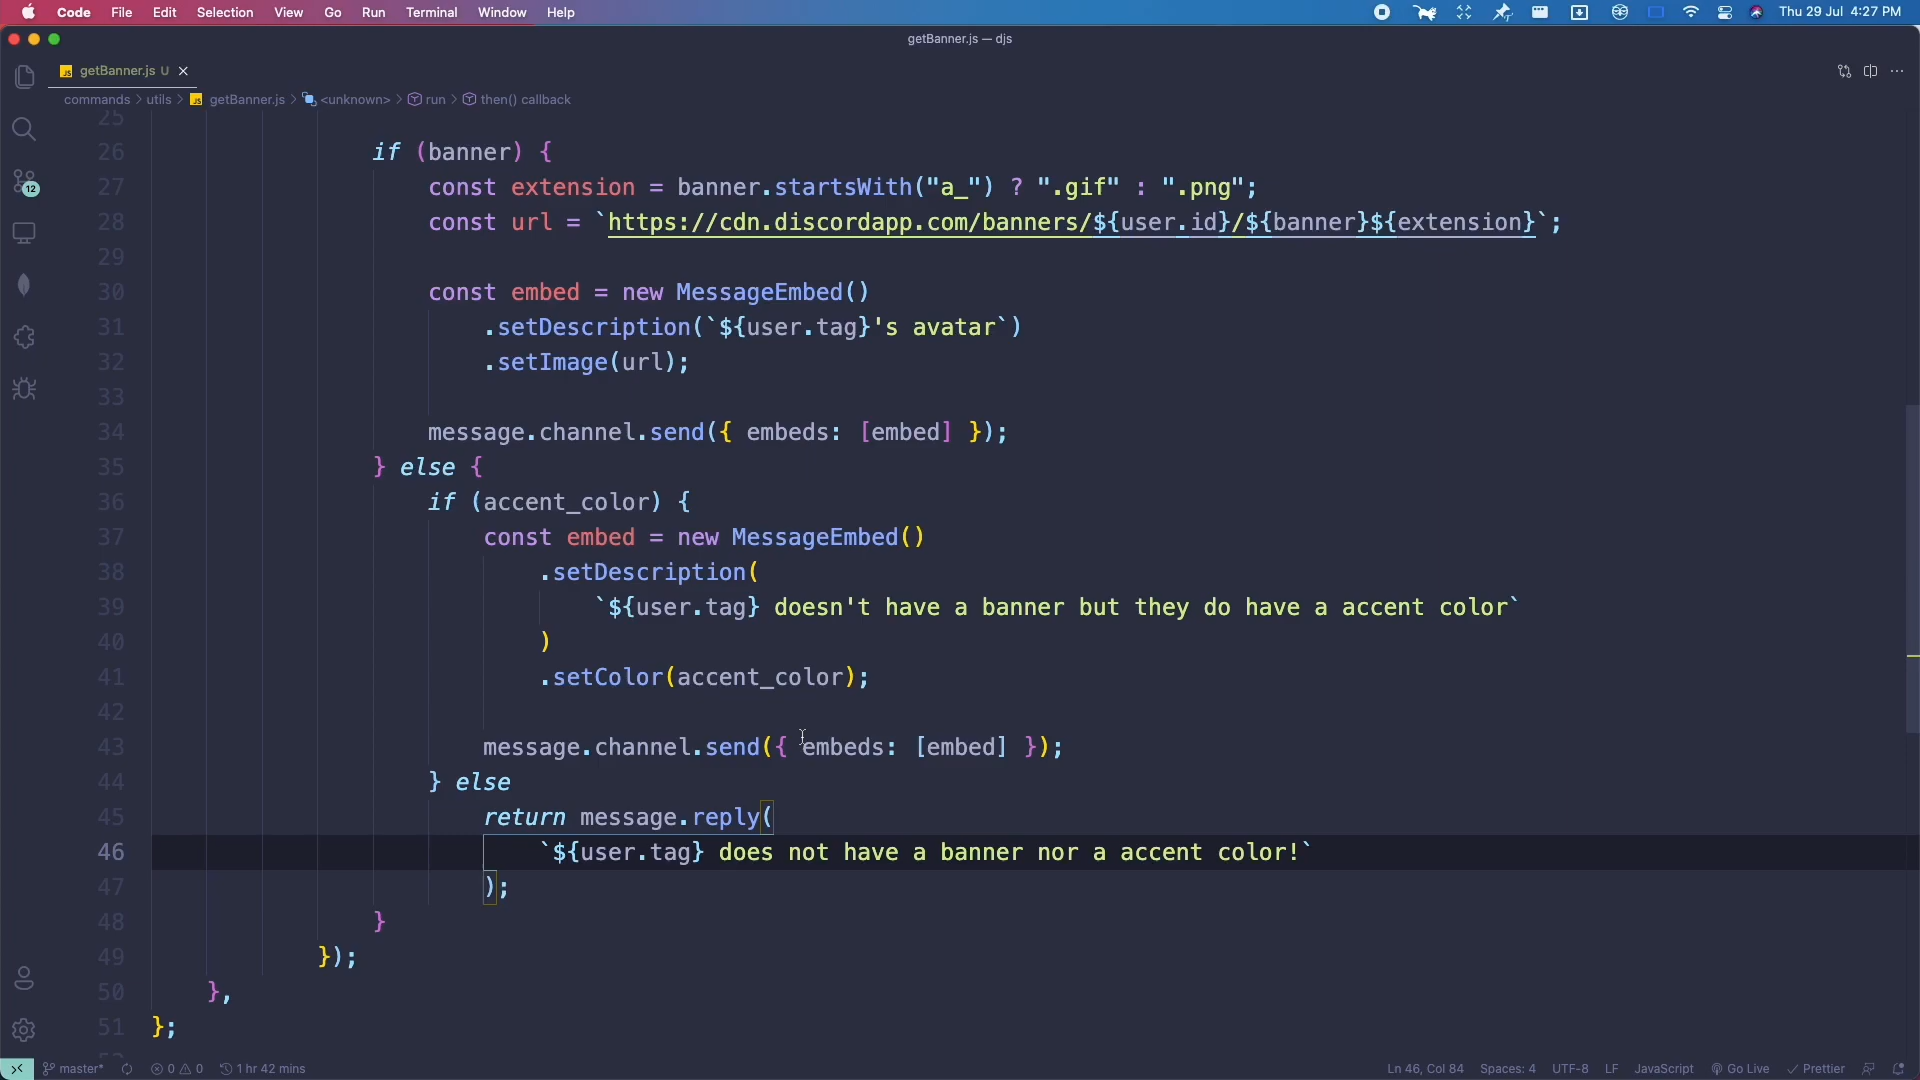 Code File Edit Selection View Go Run Terminal Window Help Thu 29 Jul 4:27 PM
getBanner.js — djs
JS getBanner.js U
commands > utils > JS getBanner.js > <unknown> > run > then() callback
25
26 if (banner) {
27 const extension = banner.startsWith("a_") ? ".gif" : ".png";
28 const url = `https://cdn.discordapp.com/banners/${user.id}/${banner}${extension}`;
29
30 const embed = new MessageEmbed()
31 .setDescription(`${user.tag}'s avatar`)
32 .setImage(url);
33
34 message.channel.send({ embeds: [embed] });
35 } else {
36 if (accent_color) {
37 const embed = new MessageEmbed()
38 .setDescription(
39 `${user.tag} doesn't have a banner but they do have a accent color`
40 )
41 .setColor(accent_color);
42
43 message.channel.send({ embeds: [embed] });
44 } else
45 return message.reply(
46 `${user.tag} does not have a banner nor a accent color!`
47 );
48 }
49 });
50 },
51 };
12
master* 0 0 1 hr 42 mins Ln 46, Col 84 Spaces: 4 UTF-8 LF JavaScript Go Live Prettier